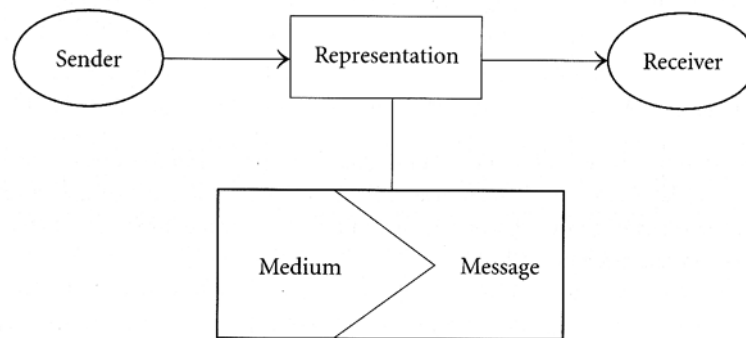 Sender
Representation
Receiver
Medium
Message